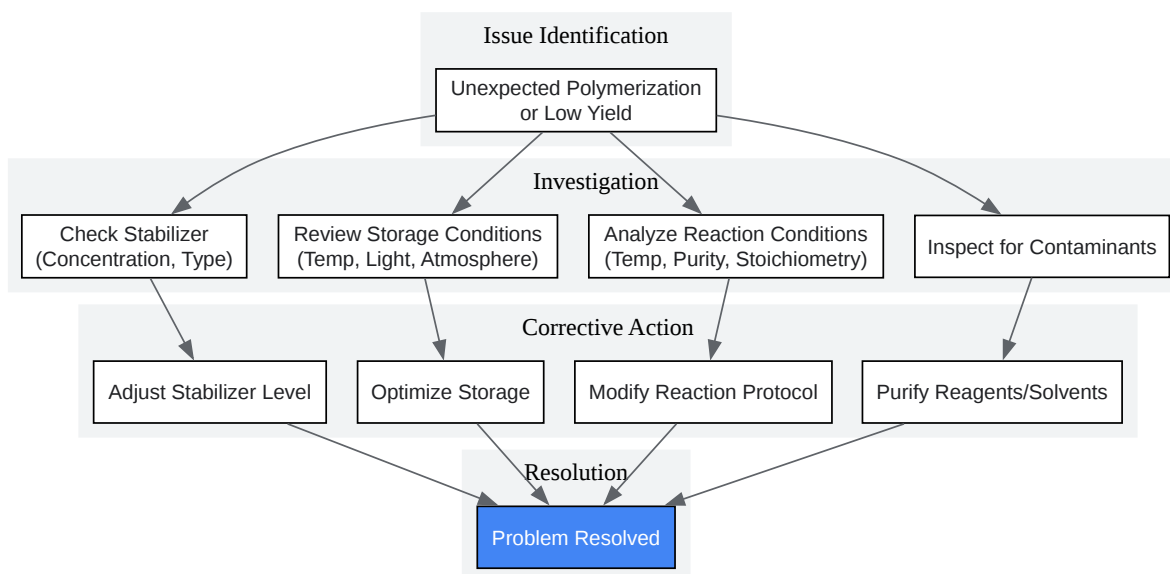 Issue Identification
Unexpected Polymerization
or Low Yield
Investigation
Check Stabilizer
(Concentration, Type)
Review Storage Conditions
(Temp, Light, Atmosphere)
Analyze Reaction Conditions
(Temp, Purity, Stoichiometry)
Inspect for Contaminants
Corrective Action
Adjust Stabilizer Level
Optimize Storage
Modify Reaction Protocol
Purify Reagents/Solvents
Resolution
Problem Resolved